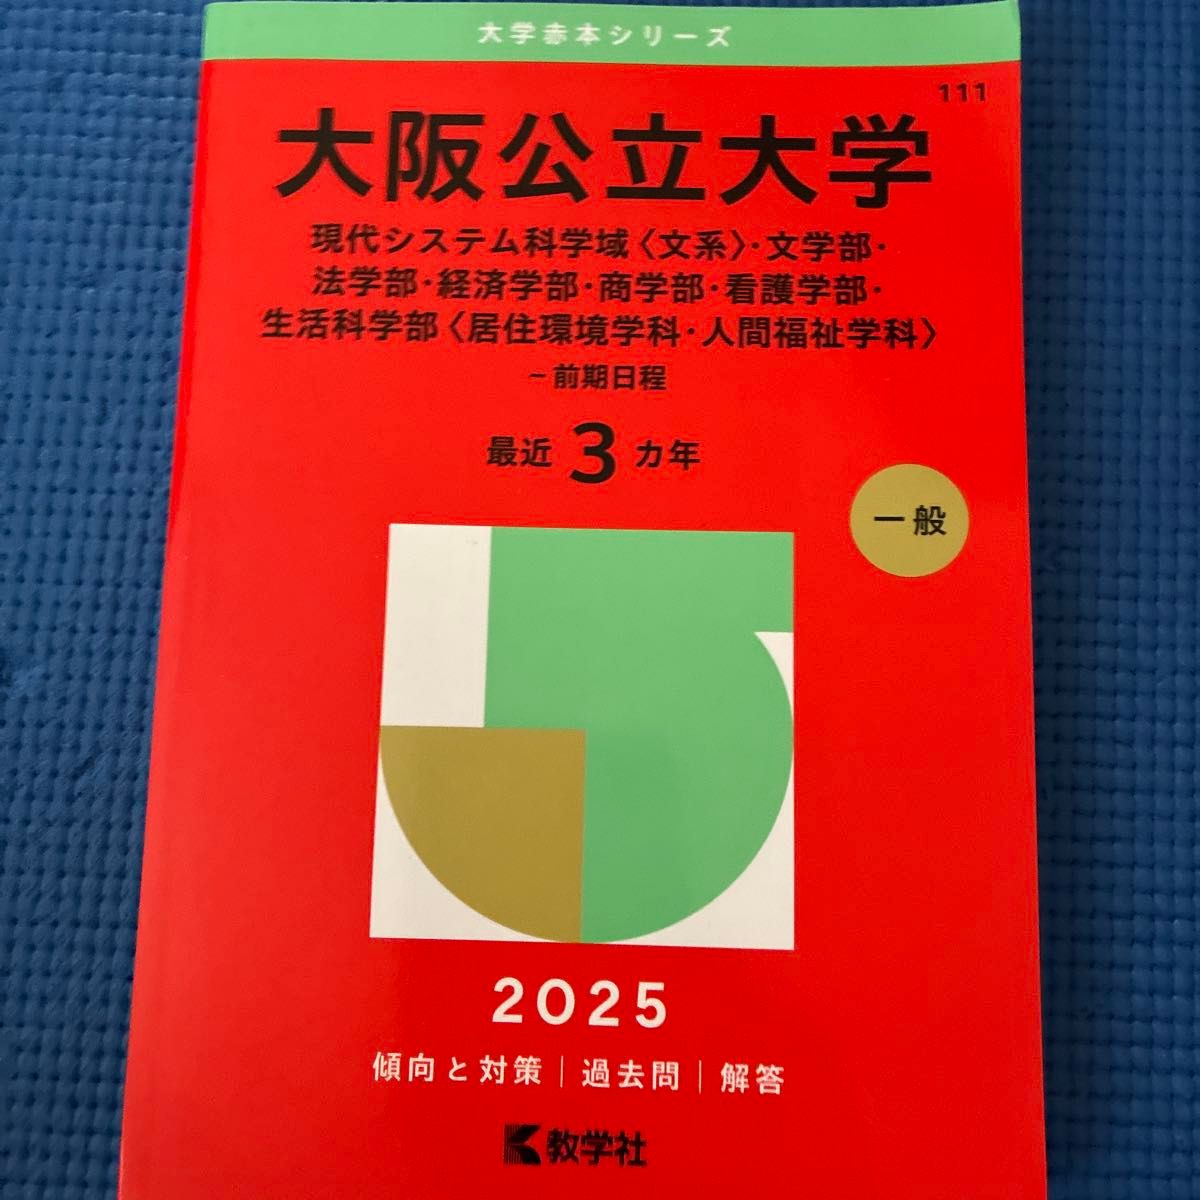 大学赤本シリーズ
111
大阪公立大学
現代システム科学域〈文系〉・文学部・
法学部・経済学部・商学部・看護学部・
生活科学部〈居住環境学科・人間福祉学科〉
－前期日程
最近 3 カ年
一般
2025
傾向と対策｜過去問｜解答
教学社